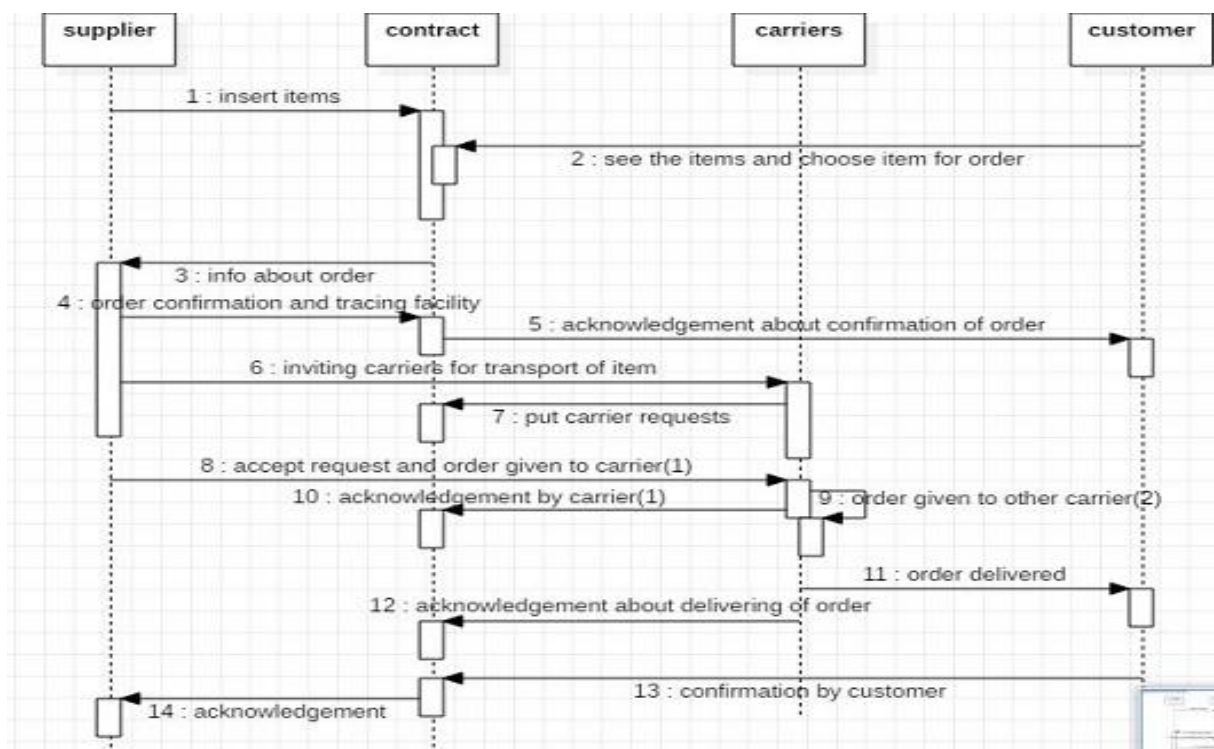 supplier
contract
carriers
customer
1 : insert items
2 : see the items and choose item for order
3 : info about order
4 : order confirmation and tracing facility
5 : acknowledgement about confirmation of order
6 : inviting carriers for transport of item
7 : put carrier requests
8 : accept request and order given to carrier(1)
10 : acknowledgement by carrier(1)
9 : order given to other carrier(2)
11 : order delivered
12 : acknowledgement about delivering of order
13 : confirmation by customer
14 : acknowledgement